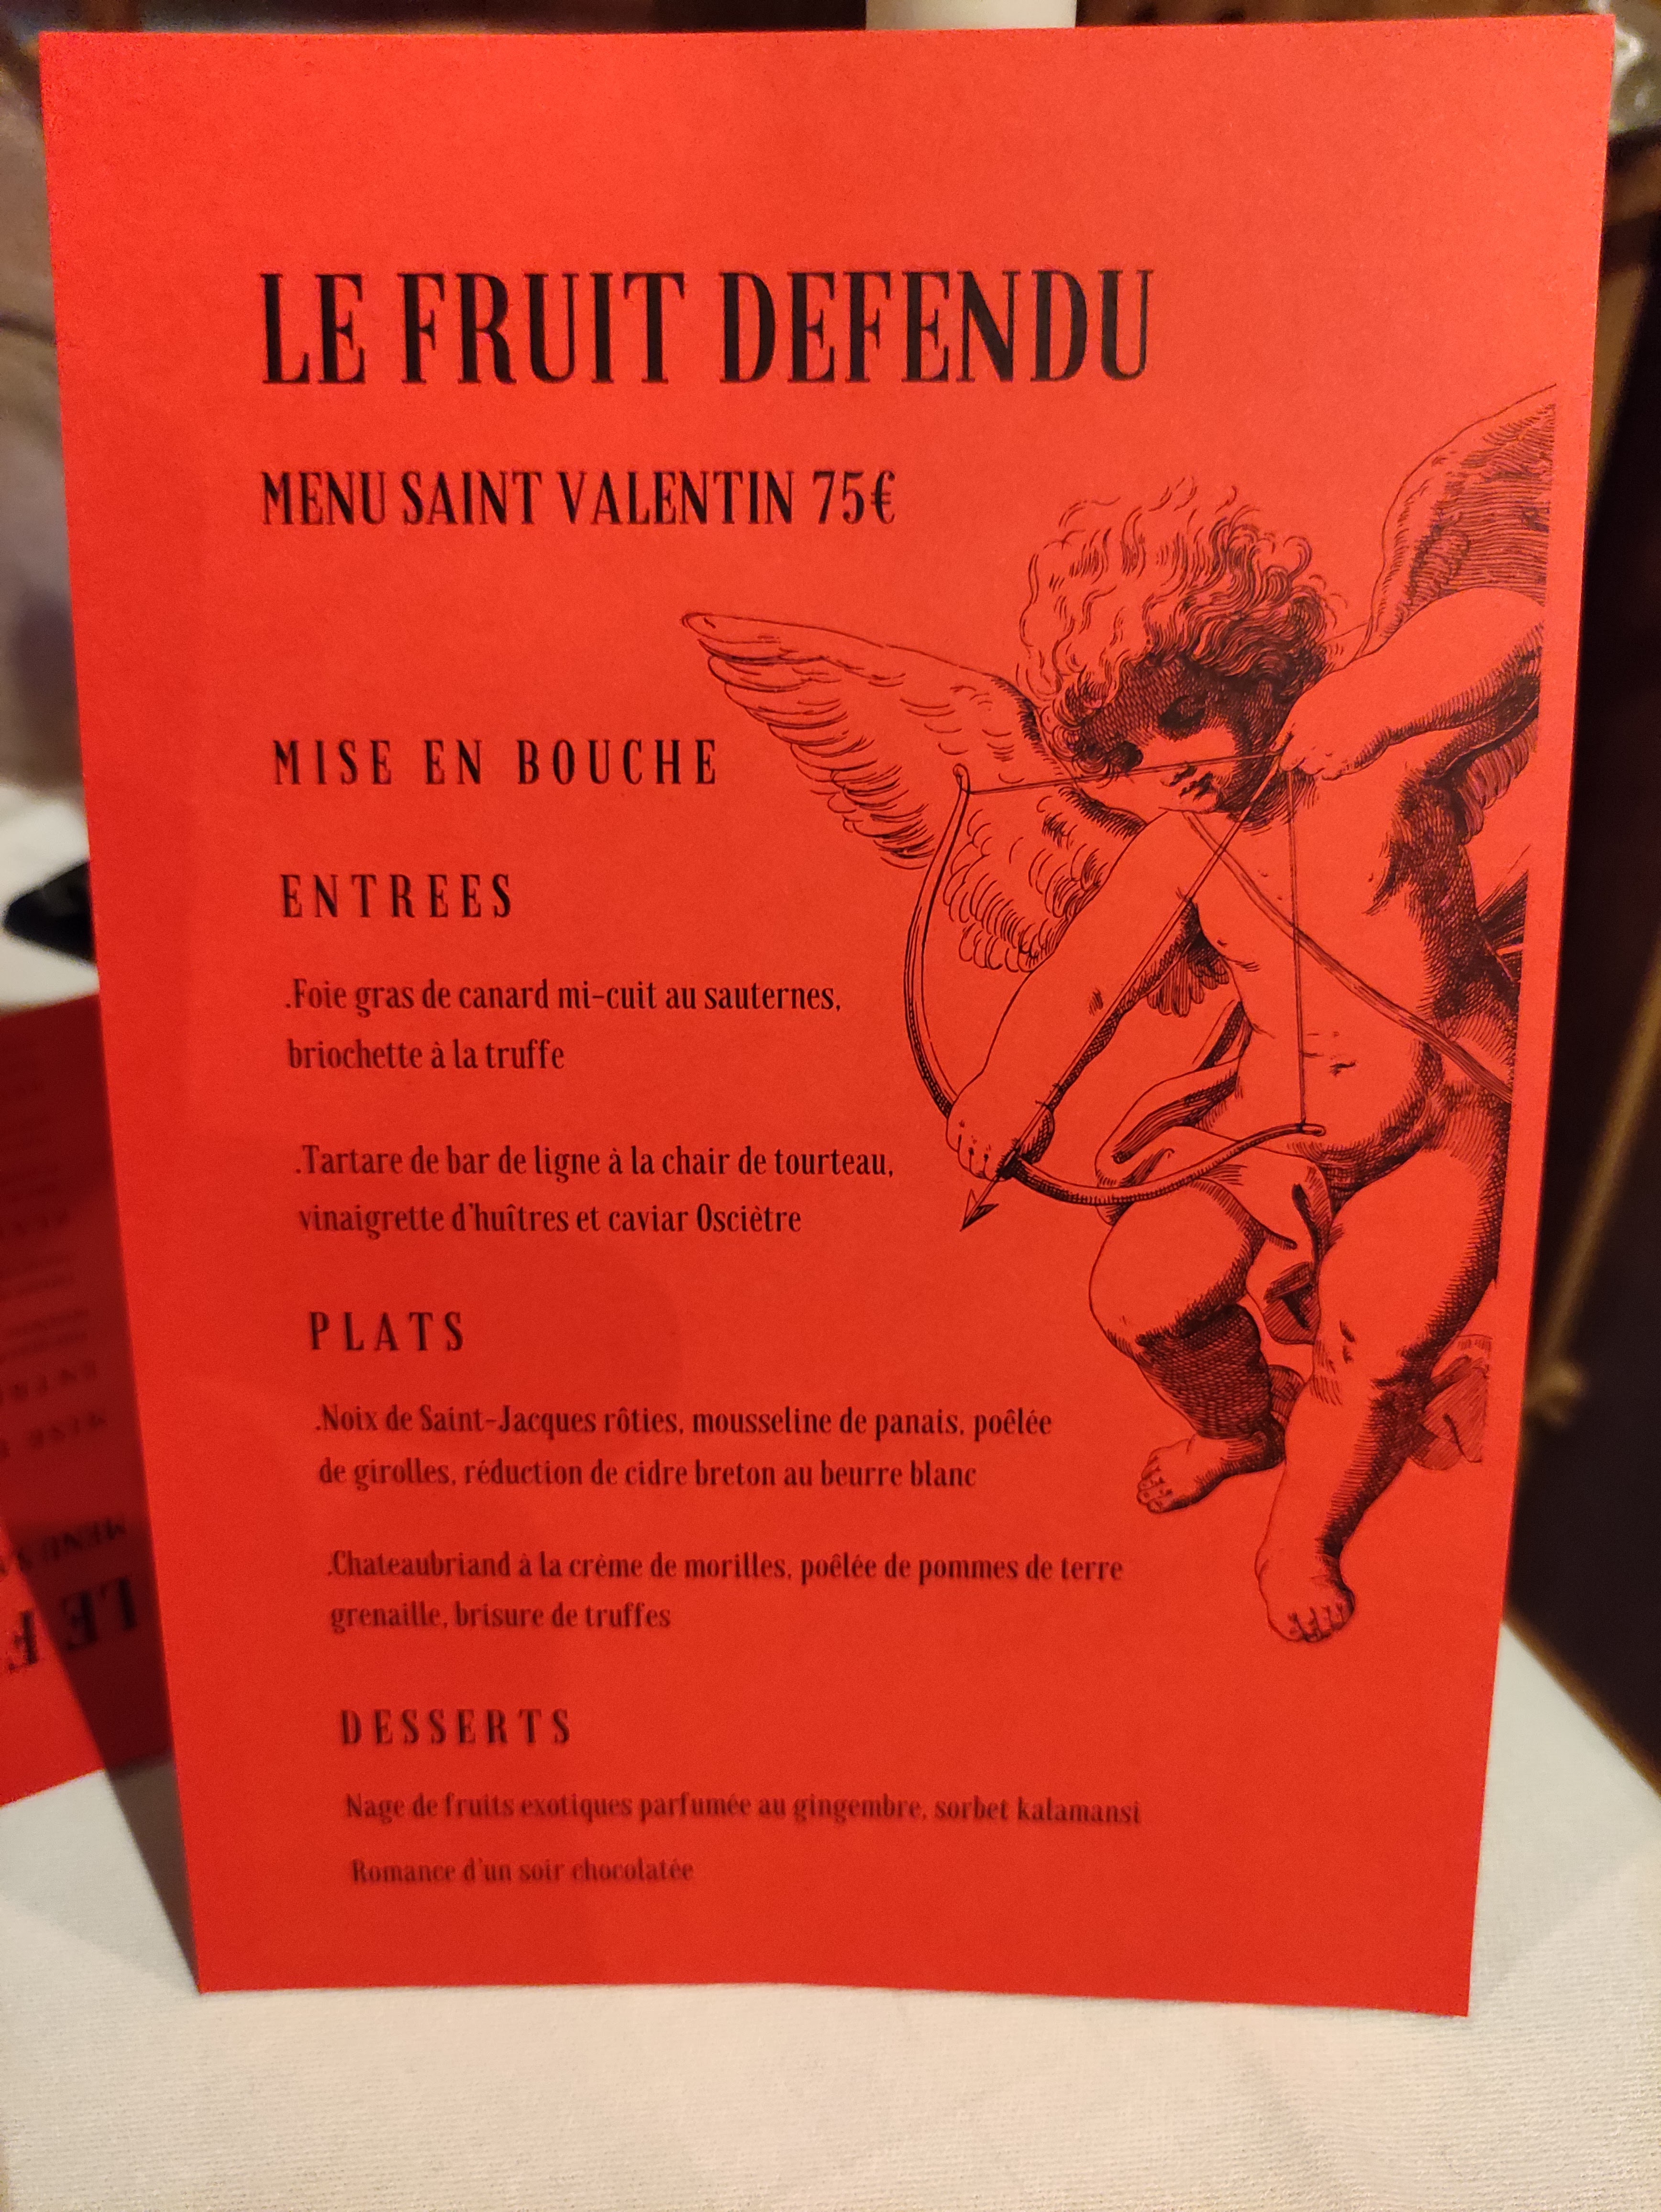 LE FRUIT DEFENDU
MENU SAINT VALENTIN 75€
MISE EN BOUCHE
ENTREES
.Foie gras de canard mi-cuit au sauternes,
briochette à la truffe
.Tartare de bar de ligne à la chair de tourteau,
vinaigrette d'huîtres et caviar Osciètre
PLATS
.Noix de Saint-Jacques rôties, mousseline de panais, poêlée
de girolles, réduction de cidre breton au beurre blanc
.Chateaubriand à la crème de morilles, poêlée de pommes de terre
grenaille, brisure de truffes
DESSERTS
Nage de fruits exotiques parfumée au gingembre, sorbet kalamansi
Romance d'un soir chocolatée